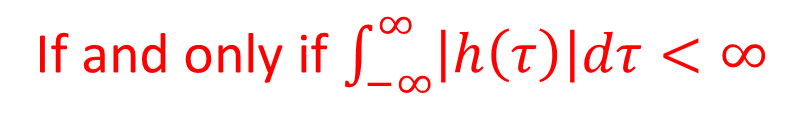 If and only if ∫_{−∞}^{∞} |h(τ)|dτ < ∞